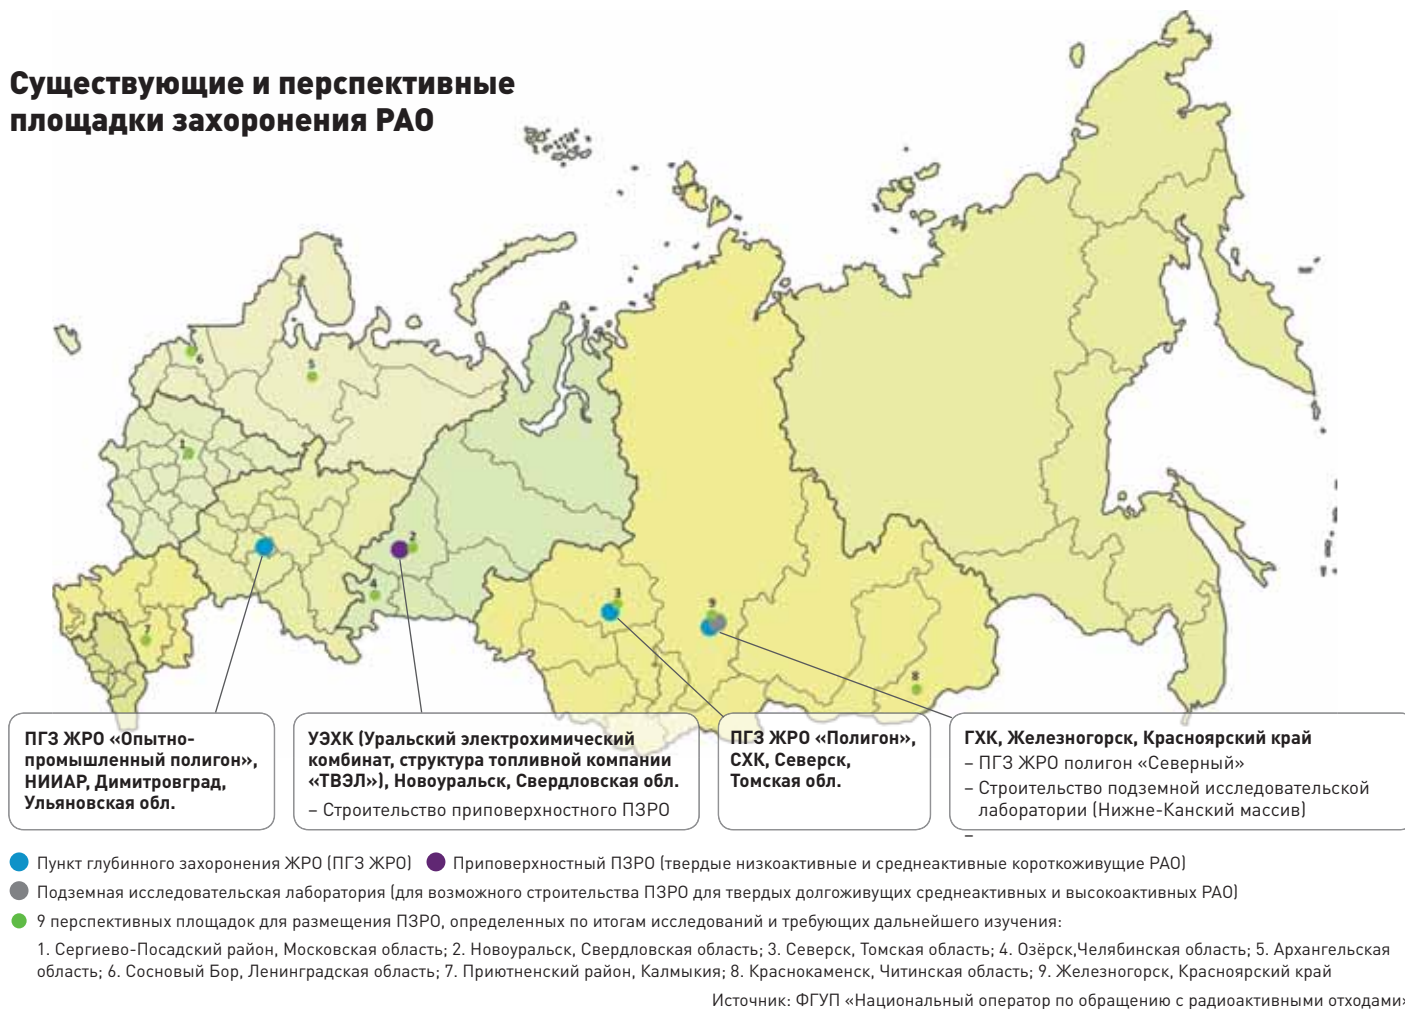 Существующие и перспективные
площадки захоронения РАО
6
5
1
2
4
3
9
7
8
ПГЗ ЖРО «Опытно-
промышленный полигон»,
НИИАР, Димитровград,
Ульяновская обл.
УЭХК (Уральский электрохимический
комбинат, структура топливной компании
«ТВЭЛ»), Новоуральск, Свердловская обл.
– Строительство приповерхностного ПЗРО
ПГЗ ЖРО «Полигон»,
СХК, Северск,
Томская обл.
ГХК, Железногорск, Красноярский край
– ПГЗ ЖРО полигон «Северный»
– Строительство подземной исследовательской
лаборатории (Нижне-Канский массив)
–
Пункт глубинного захоронения ЖРО (ПГЗ ЖРО) Приповерхностный ПЗРО (твердые низкоактивные и среднеактивные короткоживущие РАО)
Подземная исследовательская лаборатория (для возможного строительства ПЗРО для твердых долгоживущих среднеактивных и высокоактивных РАО)
9 перспективных площадок для размещения ПЗРО, определенных по итогам исследований и требующих дальнейшего изучения:
1. Сергиево-Посадский район, Московская область; 2. Новоуральск, Свердловская область; 3. Северск, Томская область; 4. Озёрск,Челябинская область; 5. Архангельская
область; 6. Сосновый Бор, Ленинградская область; 7. Приютненский район, Калмыкия; 8. Краснокаменск, Читинская область; 9. Железногорск, Красноярский край
Источник: ФГУП «Национальный оператор по обращению с радиоактивными отходами»